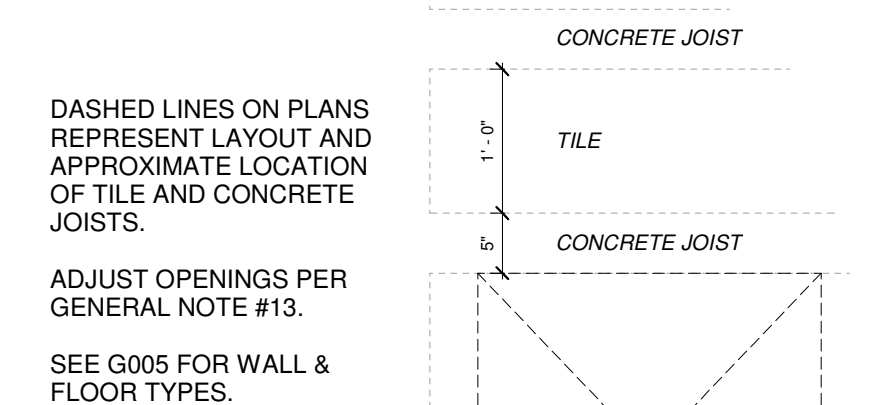 DASHED LINES ON PLANS
REPRESENT LAYOUT AND
APPROXIMATE LOCATION
OF TILE AND CONCRETE
JOISTS.
ADJUST OPENINGS PER
GENERAL NOTE #13.
SEE G005 FOR WALL &
FLOOR TYPES.
CONCRETE JOIST
1' - 0"
TILE
5"
CONCRETE JOIST